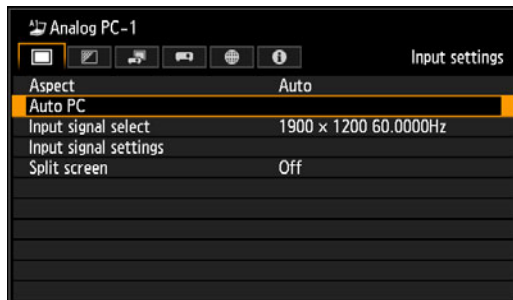 Analog PC-1
Input settings
Aspect Auto
Auto PC
Input signal select 1900 × 1200 60.0000Hz
Input signal settings
Split screen Off